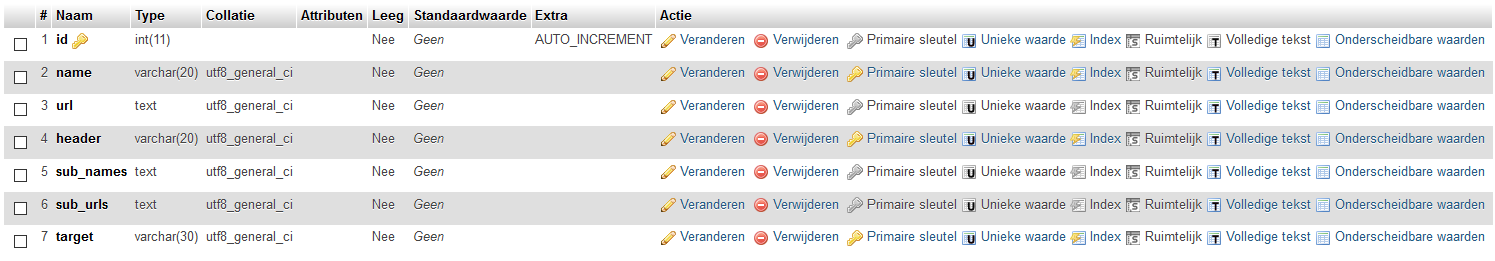 # Naam Type Collatie Attributen Leeg Standaardwaarde Extra Actie
1 id int(11) Nee Geen AUTO_INCREMENT Veranderen Verwijderen Primaire sleutel Unieke waarde Index Ruimtelijk Volledige tekst Onderscheidbare waarden
2 name varchar(20) utf8_general_ci Nee Geen Veranderen Verwijderen Primaire sleutel Unieke waarde Index Ruimtelijk Volledige tekst Onderscheidbare waarden
3 url text utf8_general_ci Nee Geen Veranderen Verwijderen Primaire sleutel Unieke waarde Index Ruimtelijk Volledige tekst Onderscheidbare waarden
4 header varchar(20) utf8_general_ci Nee Geen Veranderen Verwijderen Primaire sleutel Unieke waarde Index Ruimtelijk Volledige tekst Onderscheidbare waarden
5 sub_names text utf8_general_ci Nee Geen Veranderen Verwijderen Primaire sleutel Unieke waarde Index Ruimtelijk Volledige tekst Onderscheidbare waarden
6 sub_urls text utf8_general_ci Nee Geen Veranderen Verwijderen Primaire sleutel Unieke waarde Index Ruimtelijk Volledige tekst Onderscheidbare waarden
7 target varchar(30) utf8_general_ci Nee Geen Veranderen Verwijderen Primaire sleutel Unieke waarde Index Ruimtelijk Volledige tekst Onderscheidbare waarden